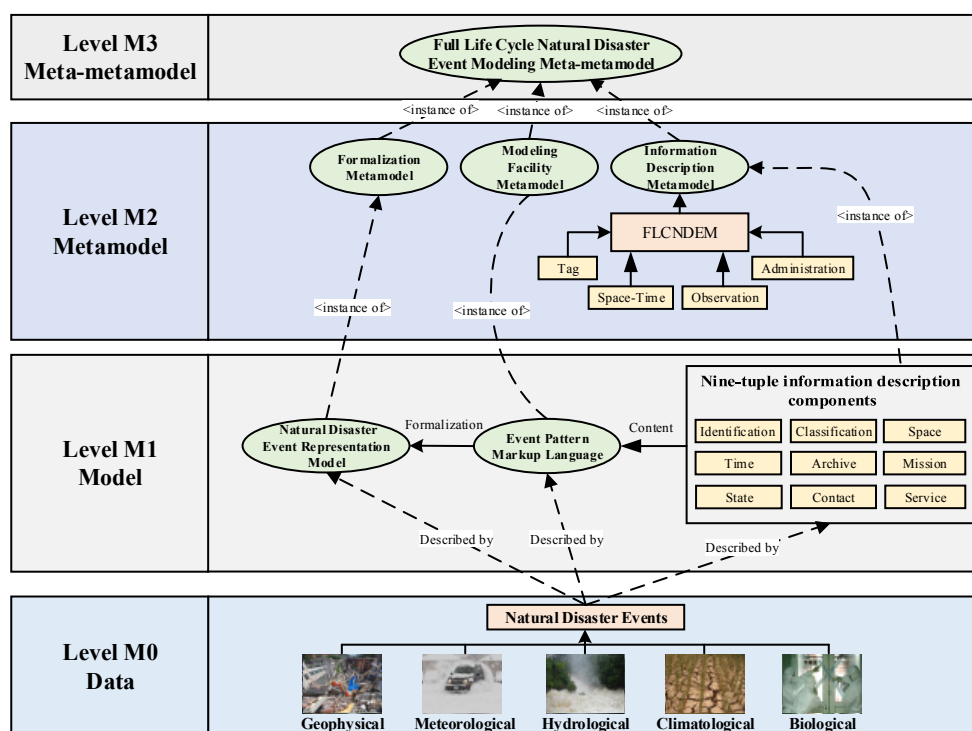 Level M3
Meta-metamodel
Full Life Cycle Natural Disaster
Event Modeling Meta-metamodel
<instance of>
<instance of>
<instance of>
Level M2
Metamodel
Formalization
Metamodel
Modeling
Facility
Metamodel
Information
Description
Metamodel
<instance of>
FLCNDEM
Tag
Administration
Space-Time
Observation
<instance of>
<instance of>
Level M1
Model
Nine-tuple information description
components
Identification
Classification
Space
Time
Archive
Mission
State
Contact
Service
Natural Disaster
Event Representation
Model
Formalization
Event Pattern
Markup Language
Content
Described by
Described by
Described by
Level M0
Data
Natural Disaster Events
Geophysical
Meteorological
Hydrological
Climatological
Biological